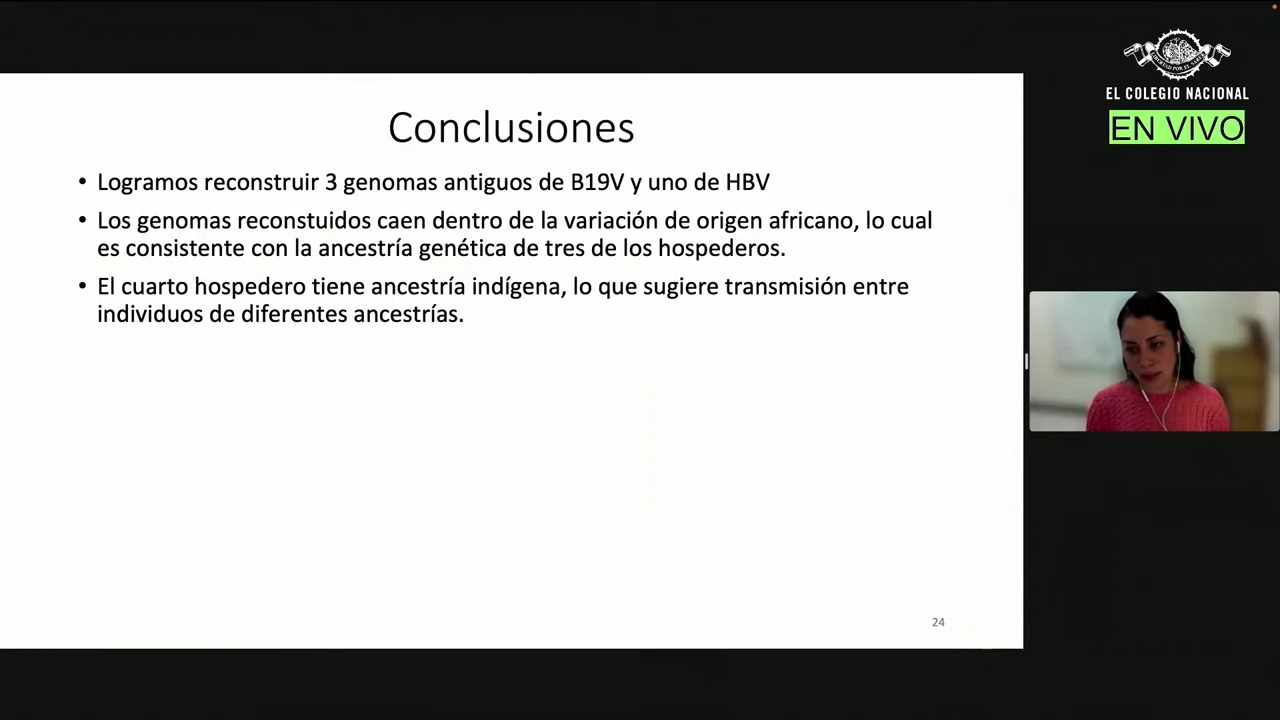 Conclusiones
• Logramos reconstruir 3 genomas antiguos de B19V y uno de HBV
• Los genomas reconstuidos caen dentro de la variación de origen africano, lo cual
es consistente con la ancestría genética de tres de los hospederos.
• El cuarto hospedero tiene ancestría indígena, lo que sugiere transmisión entre
individuos de diferentes ancestrías.
24
EL COLEGIO NACIONAL
EN VIVO